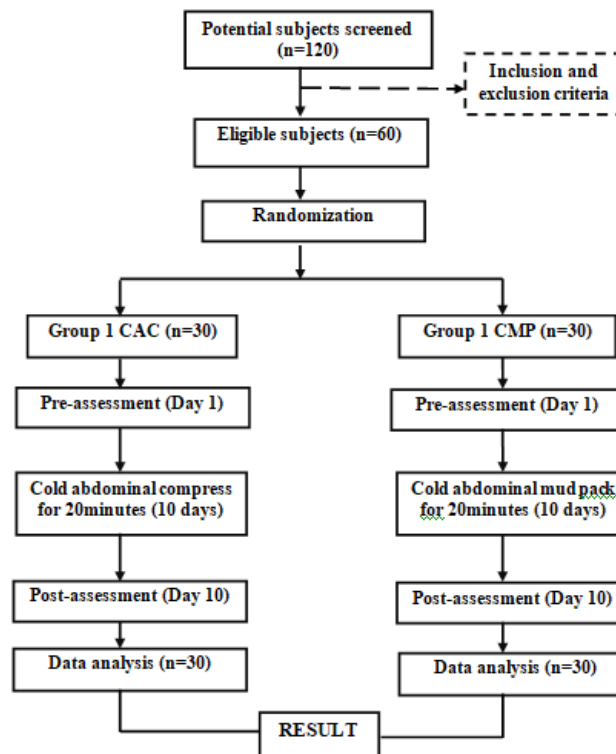 Potential subjects screened
(n=120)
Inclusion and
exclusion criteria
Eligible subjects (n=60)
Randomization
Group 1 CAC (n=30)
Group 1 CMP (n=30)
Pre-assessment (Day 1)
Pre-assessment (Day 1)
Cold abdominal compress
for 20minutes (10 days)
Cold abdominal mud pack
for 20minutes (10 days)
Post-assessment (Day 10)
Post-assessment (Day 10)
Data analysis (n=30)
Data analysis (n=30)
RESULT